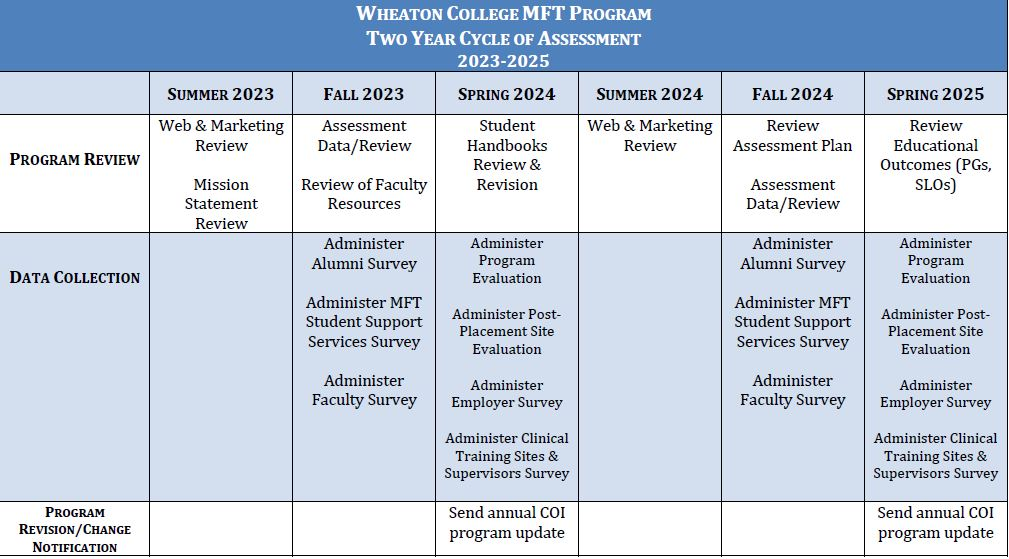 WHEATON COLLEGE MFT PROGRAM
TWO YEAR CYCLE OF ASSESSMENT
2023-2025
SUMMER 2023
FALL 2023
SPRING 2024
SUMMER 2024
FALL 2024
SPRING 2025
PROGRAM REVIEW
Web & Marketing
Review
Mission
Statement
Review
Assessment
Data/Review
Review of Faculty
Resources
Student
Handbooks
Review &
Revision
Web & Marketing
Review
Review
Assessment Plan
Assessment
Data/Review
Review
Educational
Outcomes (PGs,
SLOs)
DATA COLLECTION
Administer
Alumni Survey
Administer MFT
Student Support
Services Survey
Administer
Faculty Survey
Administer
Program
Evaluation
Administer Post-
Placement Site
Evaluation
Administer
Employer Survey
Administer Clinical
Training Sites &
Supervisors Survey
Administer
Alumni Survey
Administer MFT
Student Support
Services Survey
Administer
Faculty Survey
Administer
Program
Evaluation
Administer Post-
Placement Site
Evaluation
Administer
Employer Survey
Administer Clinical
Training Sites &
Supervisors Survey
PROGRAM
REVISION/CHANGE
NOTIFICATION
Send annual COI
program update
Send annual COI
program update